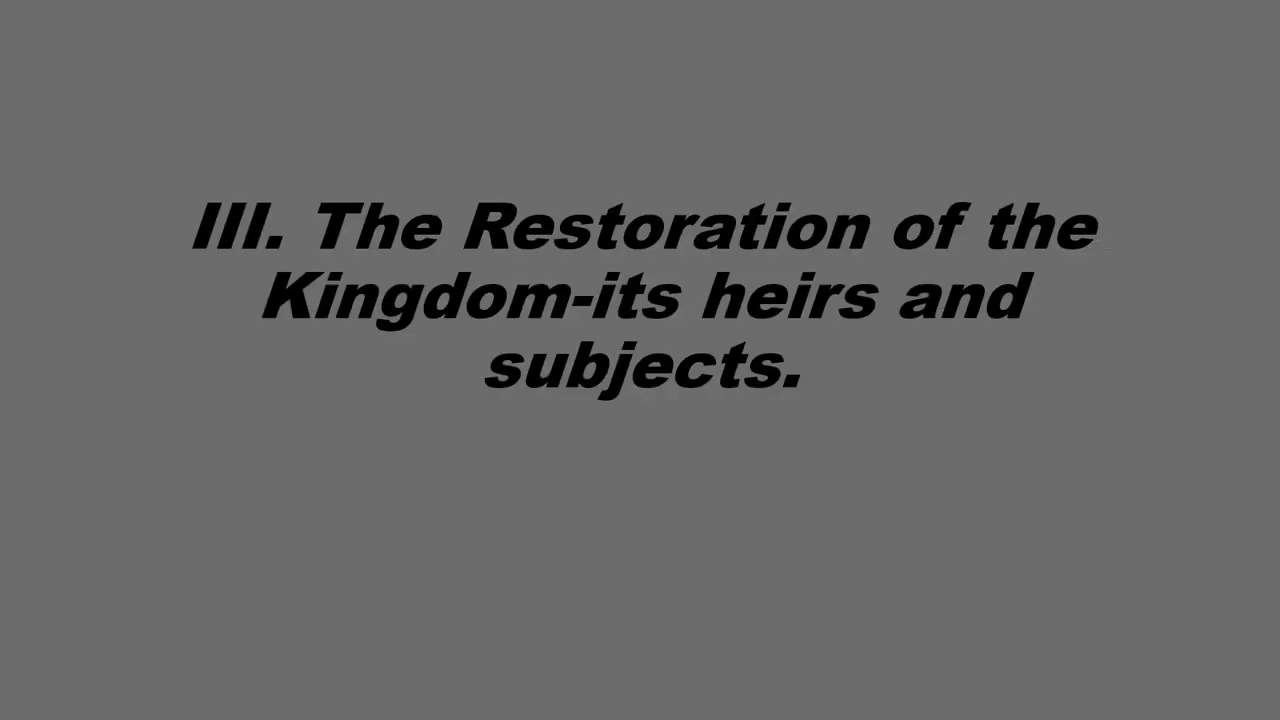 III. The Restoration of the
Kingdom-its heirs and
subjects.